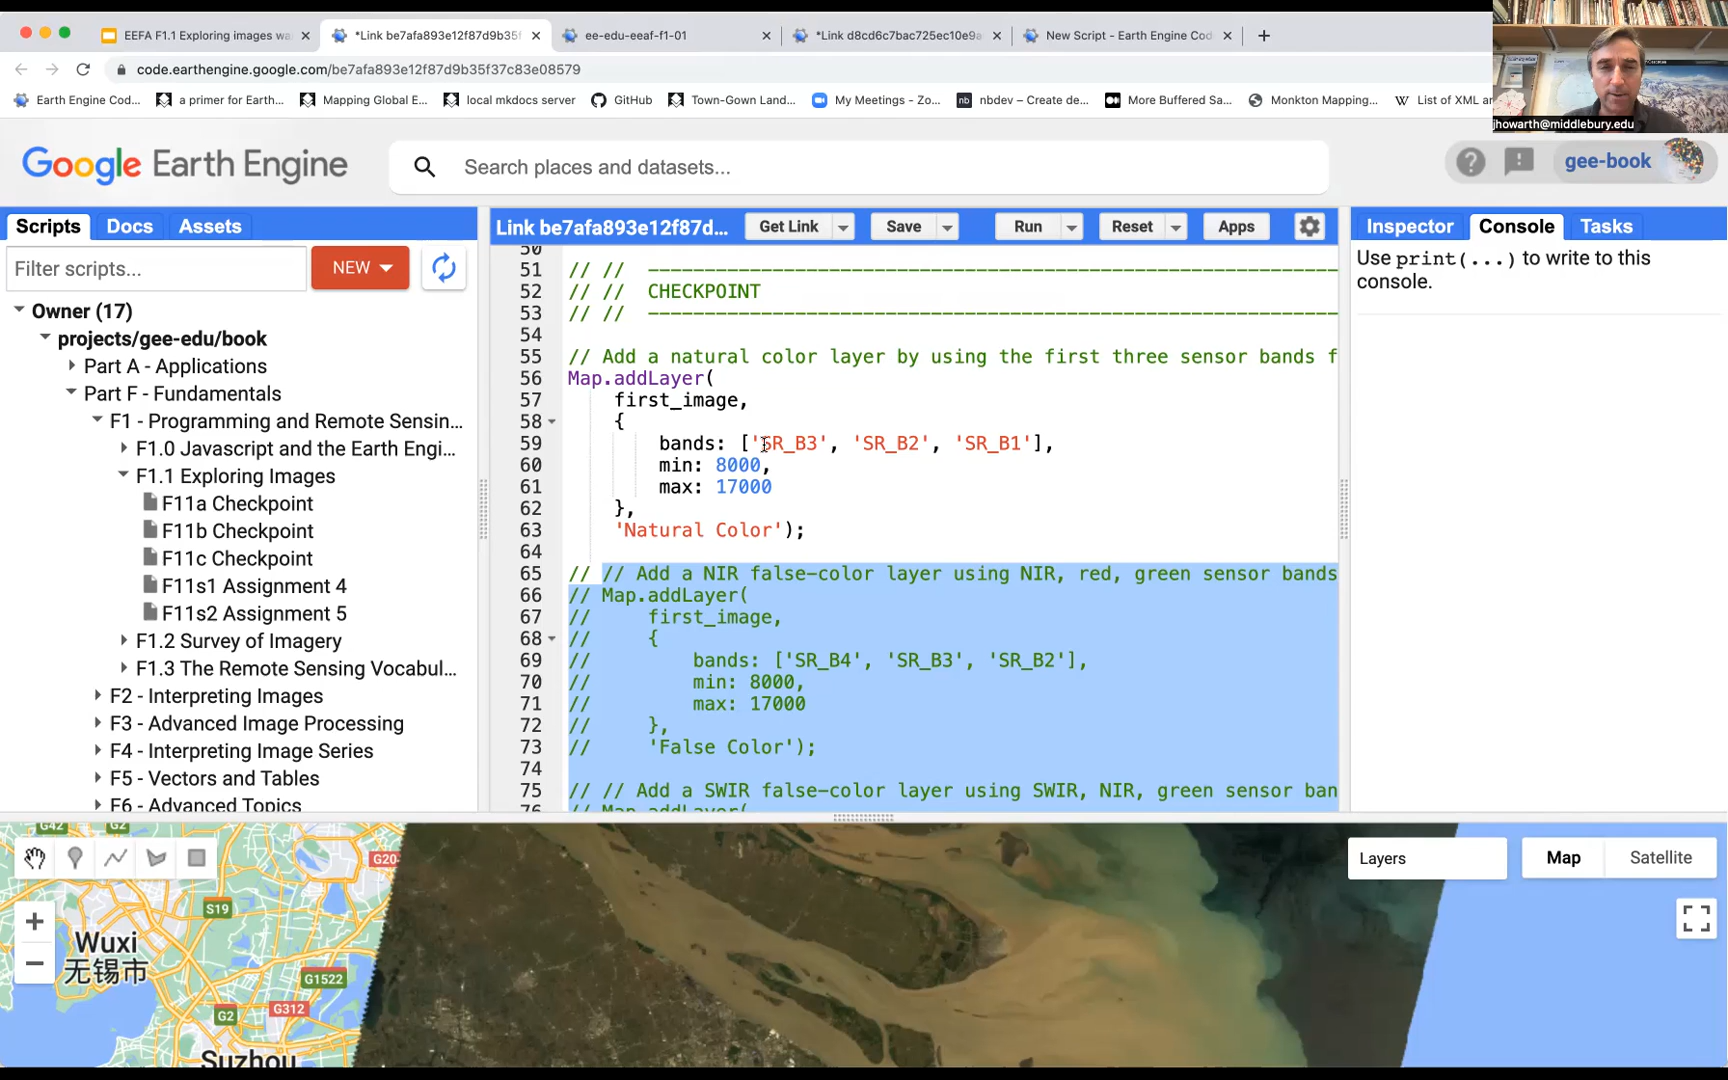 EEFA F1.1 Exploring images wa
*Link be7afa893e12f87d9b35f
ee-edu-eeaf-f1-01
*Link d8cd6c7bac725ec10e9a
New Script - Earth Engine Cod
code.earthengine.google.com/be7afa893e12f87d9b35f37c83e08579
Earth Engine Cod...
a primer for Earth...
Mapping Global E...
local mkdocs server
GitHub
Town-Gown Land...
My Meetings - Zo...
nbdev – Create de...
More Buffered Sa...
Monkton Mapping...
List of XML an
jhowarth@middlebury.edu
Google Earth Engine
Search places and datasets...
gee-book
Scripts
Docs
Assets
Link be7afa893e12f87d...
Get Link
Save
Run
Reset
Apps
Inspector
Console
Tasks
Filter scripts...
NEW
Owner (17)
projects/gee-edu/book
Part A - Applications
Part F - Fundamentals
F1 - Programming and Remote Sensin...
F1.0 Javascript and the Earth Engi...
F1.1 Exploring Images
F11a Checkpoint
F11b Checkpoint
F11c Checkpoint
F11s1 Assignment 4
F11s2 Assignment 5
F1.2 Survey of Imagery
F1.3 The Remote Sensing Vocabul...
F2 - Interpreting Images
F3 - Advanced Image Processing
F4 - Interpreting Image Series
F5 - Vectors and Tables
F6 - Advanced Topics
50
51 // // -------------------------------------------------------------
52 // // CHECKPOINT
53 // // -------------------------------------------------------------
54
55 // Add a natural color layer by using the first three sensor bands f
56 Map.addLayer(
57 first_image,
58 {
59 bands: ['SR_B3', 'SR_B2', 'SR_B1'],
60 min: 8000,
61 max: 17000
62 },
63 'Natural Color');
64
65 // // Add a NIR false-color layer using NIR, red, green sensor bands
66 // Map.addLayer(
67 // first_image,
68 // {
69 // bands: ['SR_B4', 'SR_B3', 'SR_B2'],
70 // min: 8000,
71 // max: 17000
72 // },
73 // 'False Color');
74
75 // // Add a SWIR false-color layer using SWIR, NIR, green sensor ban
76 // Map.addLayer(
Use print(...) to write to this
console.
G42
G2
G20
S19
Wuxi
无锡市
G1522
G312
G2
Suzhou
Layers
Map
Satellite